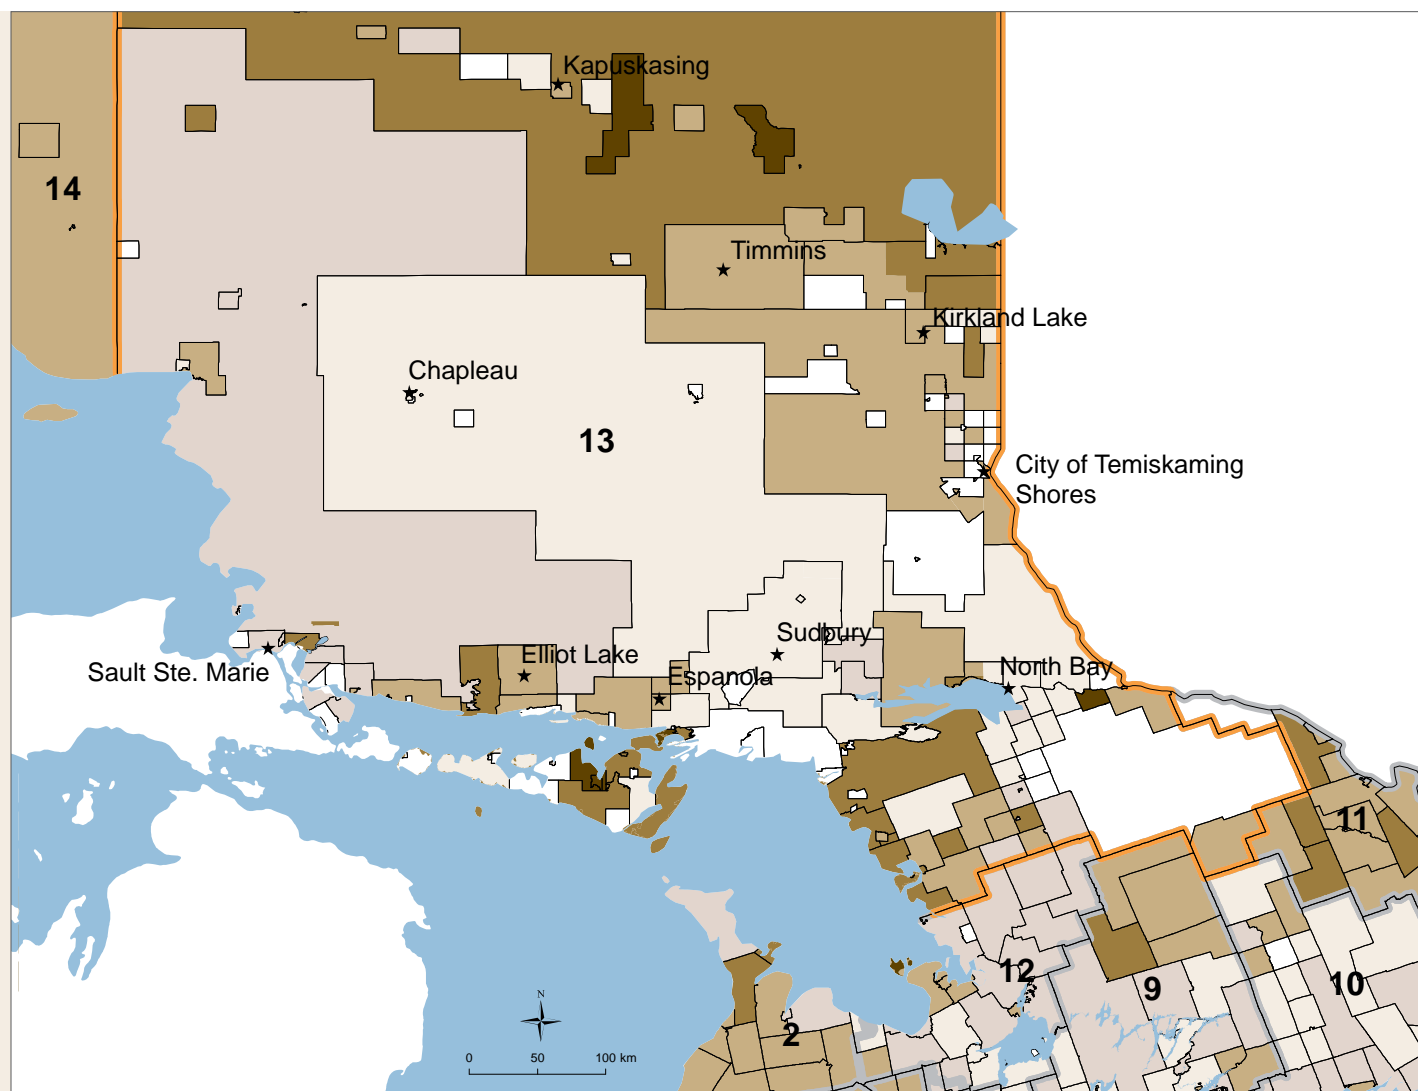 Kapuskasing
14
Timmins
Kirkland Lake
Chapleau
13
City of Temiskaming
Shores
Sudbury
Elliot Lake
North Bay
Sault Ste. Marie
Espanola
11
12
9
10
N
2
0 50 100 km